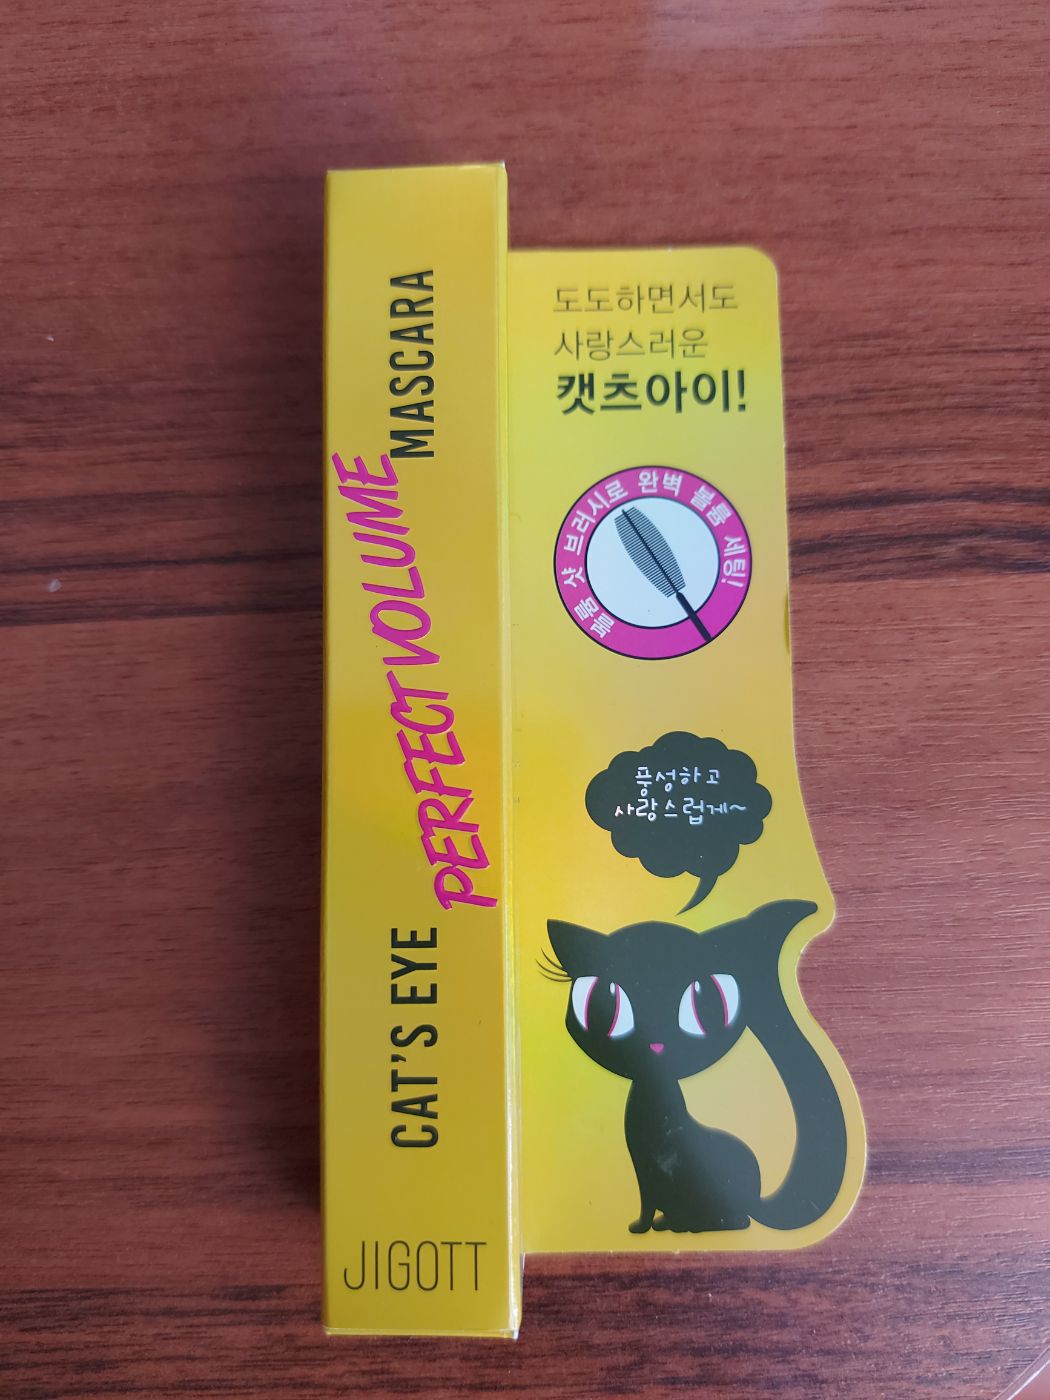 JIGOTT
CAT'S EYE
PERFECT VOLUME
MASCARA
도도하면서도
사랑스러운
캣츠아이!
볼륨 샷 브러시로 완벽 볼륨 세팅!
풍성하고
사랑스럽게~